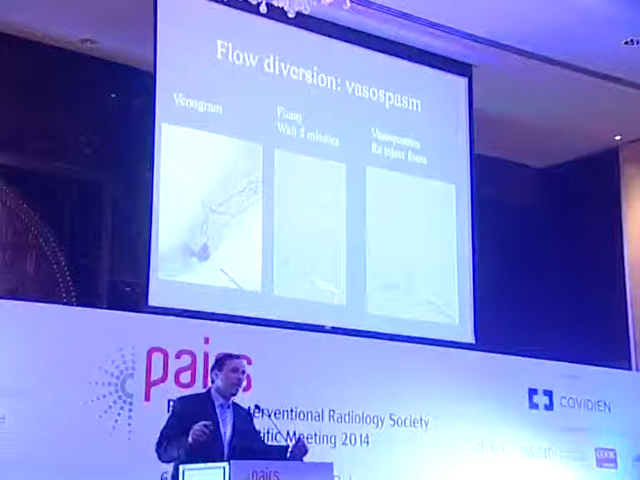 Flow diversion: vasospasm
Venogram
Foam
Wait 5 minutes
Vasospasm
Re inject foam
pairs
Interventional Radiology Society
Meeting 2014
COVIDIEN
COOK
pairs